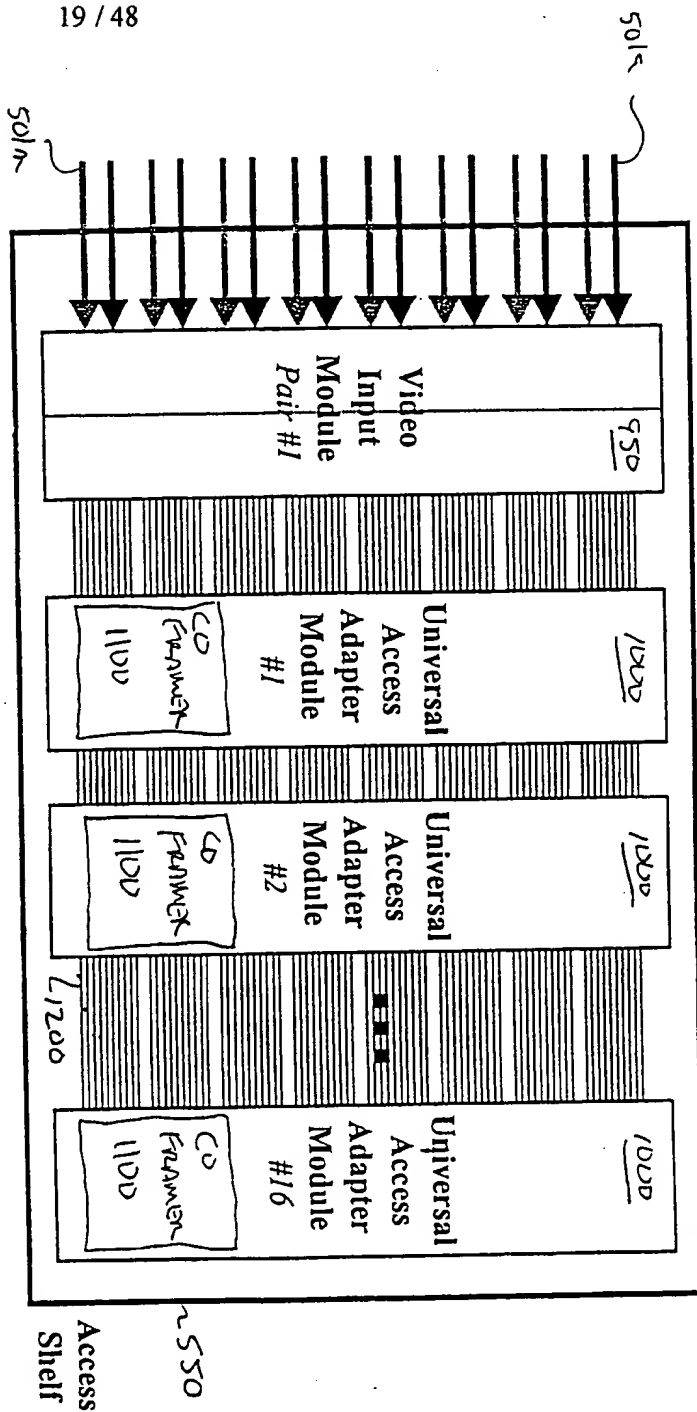 19 / 48
501a
501n
Video
Input
Module
Pair #1
950
1000
Universal
Access
Adapter
Module
#1
CO
FRAMER
1100
1000
Universal
Access
Adapter
Module
#2
CO
FRAMER
1100
1200
1000
Universal
Access
Adapter
Module
#16
CO
FRAMER
1100
550
Access
Shelf